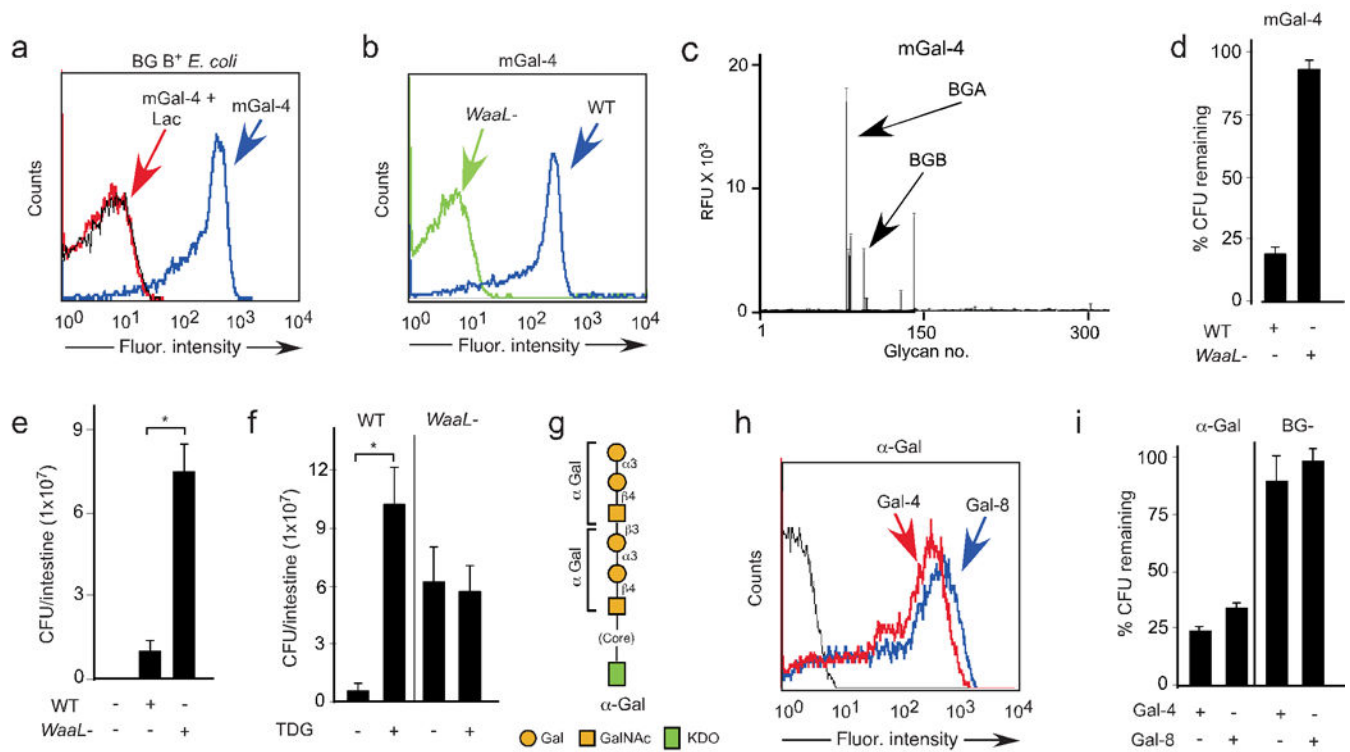 a
BG B⁺ E. coli
mGal-4 +
Lac
mGal-4
Counts
10⁰ 10¹ 10² 10³ 10⁴
Fluor. intensity
b
mGal-4
WaaL-
WT
Counts
10⁰ 10¹ 10² 10³ 10⁴
Fluor. intensity
c
mGal-4
BGA
BGB
RFU X 10³
20
10
0
1 150 300
Glycan no.
d
mGal-4
% CFU remaining
100
75
50
25
0
WT + -
WaaL- - +
e
*
CFU/intestine (1x10⁷)
9
6
3
0
WT - + -
WaaL- - - +
f
WT WaaL-
*
CFU/intestine (1x10⁷)
12
9
6
3
0
TDG - + - +
g
α Gal
α3
β4
β3
α Gal
α3
β4
(Core)
α-Gal
Gal GalNAc KDO
h
α-Gal
Gal-4
Gal-8
Counts
10⁰ 10¹ 10² 10³ 10⁴
Fluor. intensity
i
α-Gal BG-
% CFU remaining
100
75
50
25
0
Gal-4 + - + -
Gal-8 - + - +